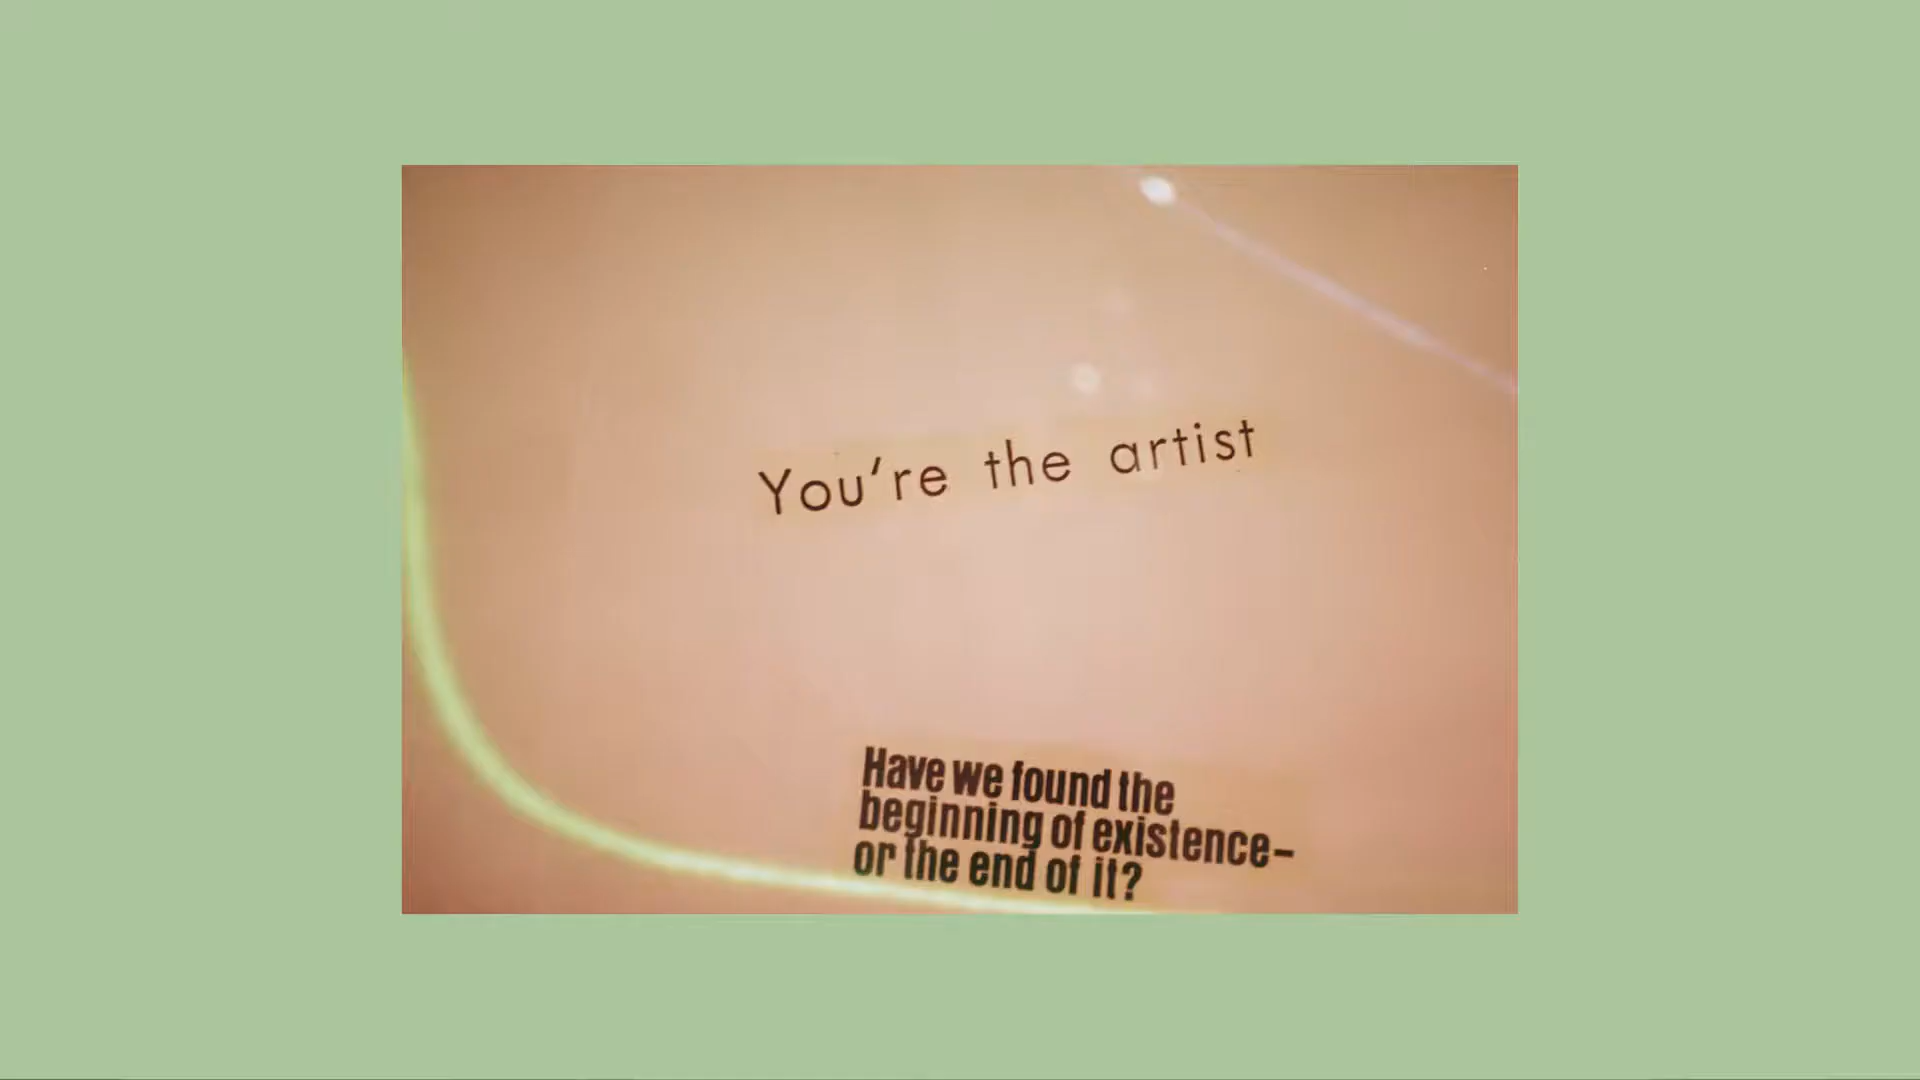 You're the artist
Have we found the
beginning of existence–
or the end of it?